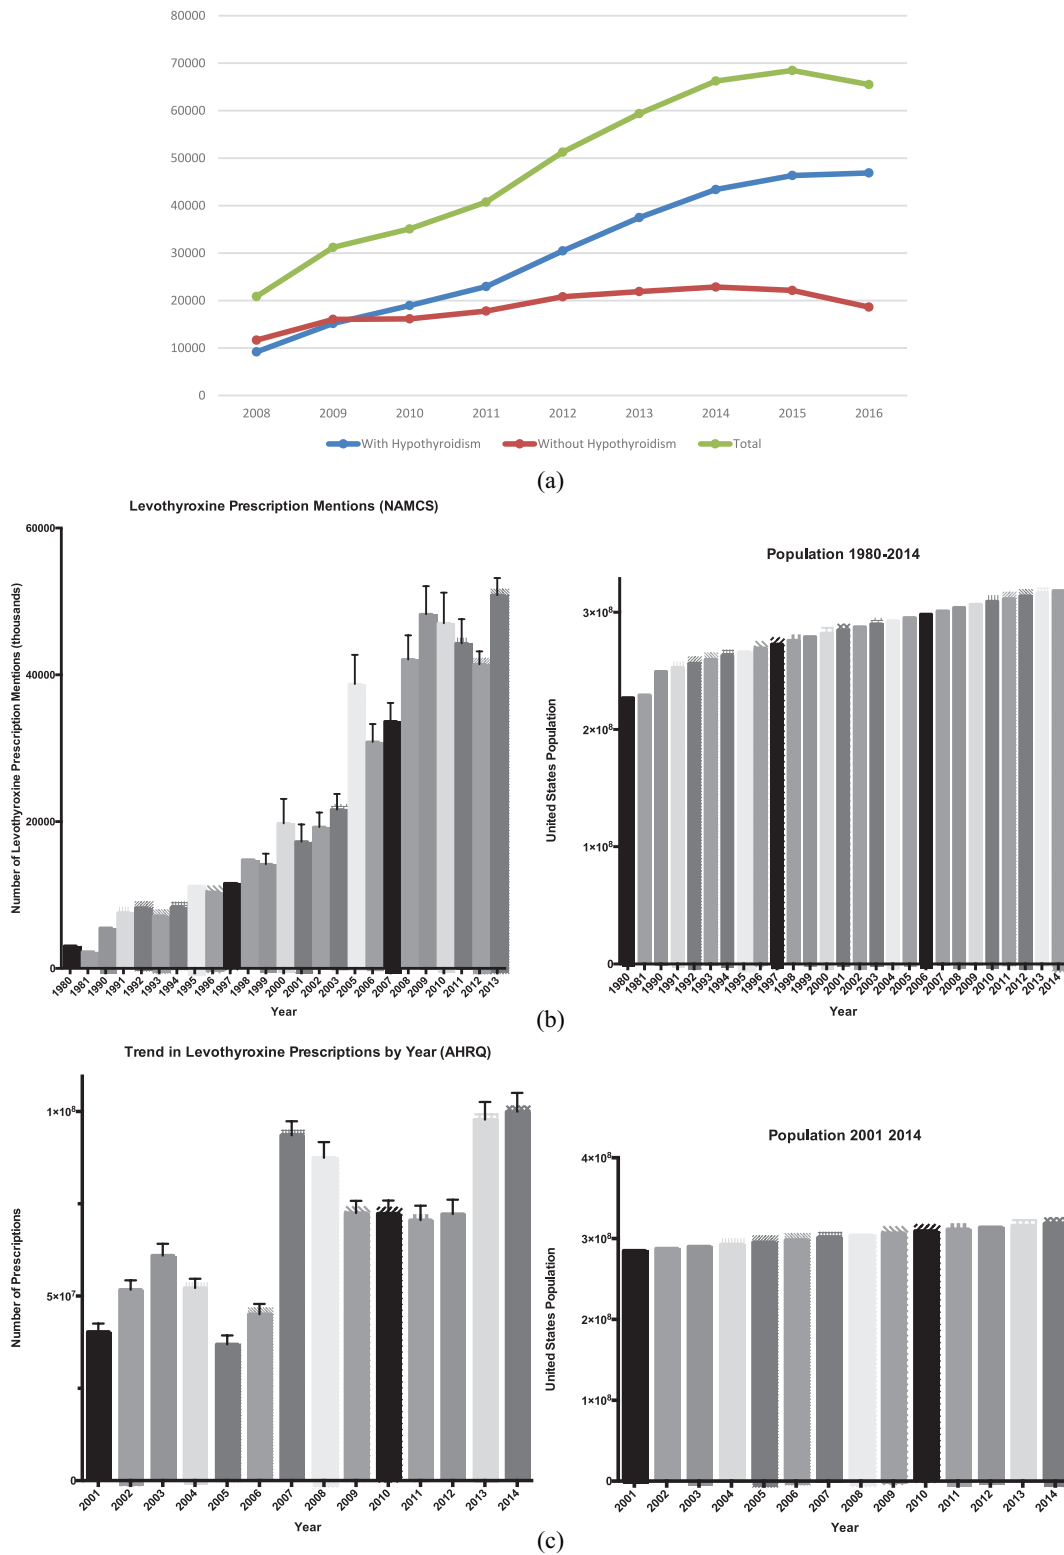 80000
70000
60000
50000
40000
30000
20000
10000
0
2008 2009 2010 2011 2012 2013 2014 2015 2016
With Hypothyroidism Without Hypothyroidism Total
(a)
Levothyroxine Prescription Mentions (NAMCS)
Number of Levothyroxine Prescription Mentions (thousands)
60000
40000
20000
0
1980 1981 1990 1991 1992 1993 1994 1995 1996 1997 1998 1999 2000 2001 2002 2003 2005 2006 2007 2008 2009 2010 2011 2012 2013
Year
Population 1980-2014
United States Population
3×10⁸
2×10⁸
1×10⁸
0
1980 1981 1990 1991 1992 1993 1994 1995 1996 1997 1998 1999 2000 2001 2002 2003 2004 2005 2006 2007 2008 2009 2010 2011 2012 2013 2014
Year
(b)
Trend in Levothyroxine Prescriptions by Year (AHRQ)
Number of Prescriptions
1×10⁸
5×10⁷
0
2001 2002 2003 2004 2005 2006 2007 2008 2009 2010 2011 2012 2013 2014
Year
Population 2001 2014
United States Population
4×10⁸
3×10⁸
2×10⁸
1×10⁸
0
2001 2002 2003 2004 2005 2006 2007 2008 2009 2010 2011 2012 2013 2014
Year
(c)